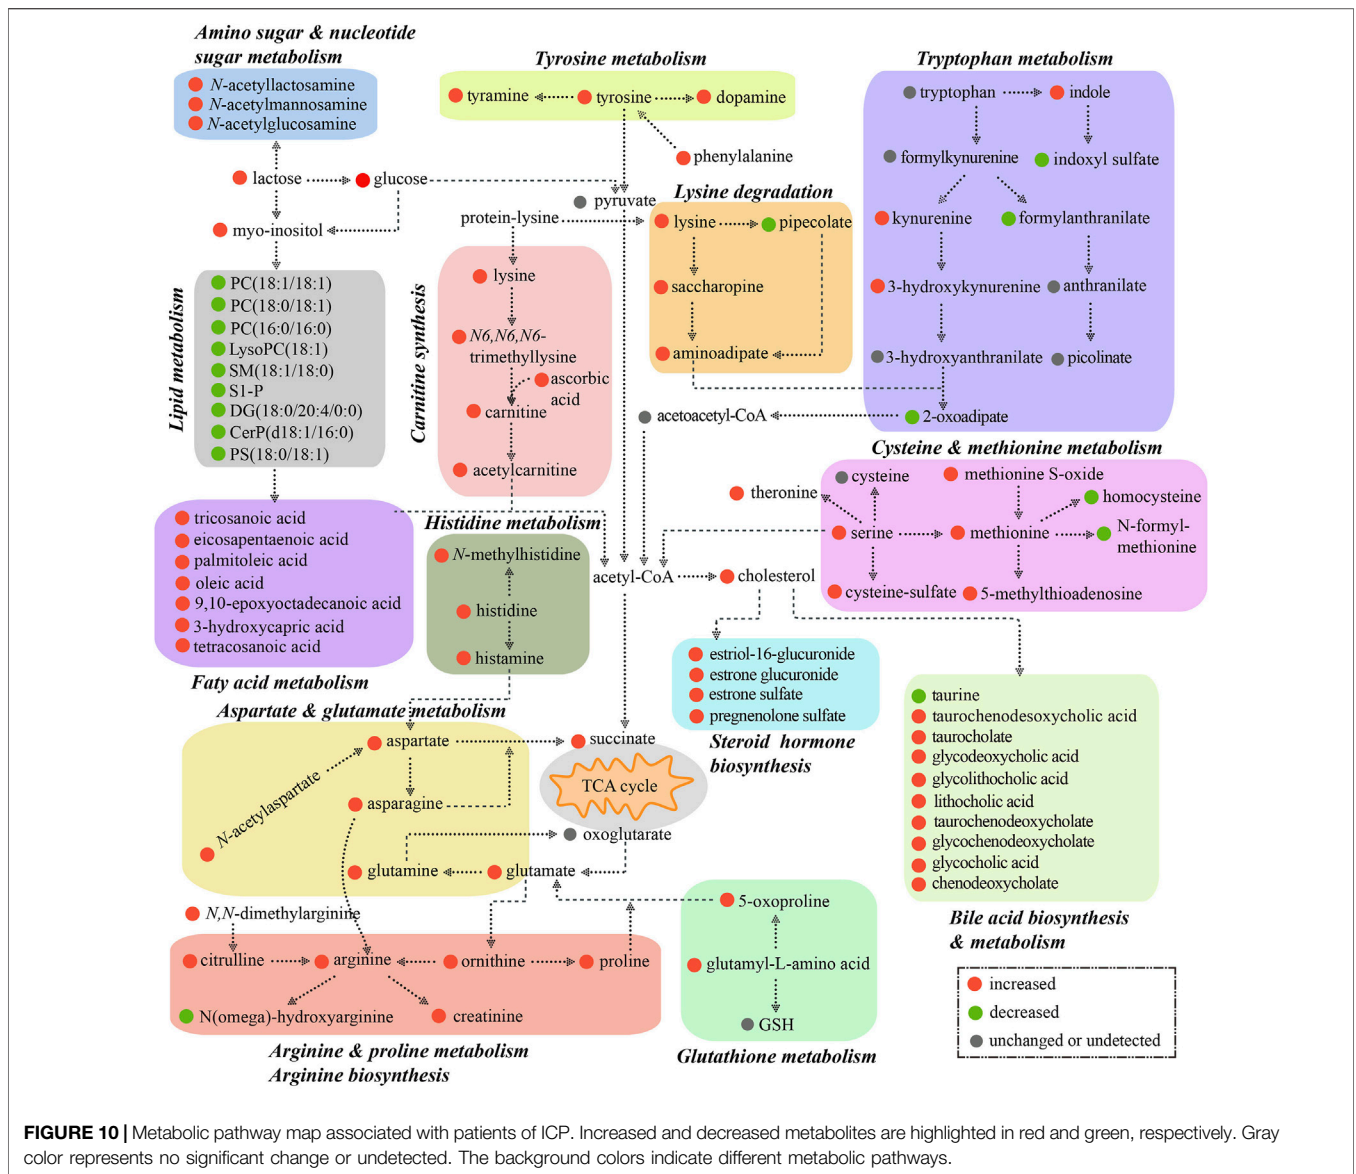 Amino sugar & nucleotide
sugar metabolism
N-acetyllactosamine
N-acetylmannosamine
N-acetylglucosamine
lactose
glucose
myo-inositol
Tyrosine metabolism
tyramine
tyrosine
dopamine
phenylalanine
pyruvate
Tryptophan metabolism
tryptophan
indole
formylkynurenine
indoxyl sulfate
kynurenine
formylanthranilate
3-hydroxykynurenine
anthranilate
3-hydroxyanthranilate
picolinate
2-oxoadipate
acetoacetyl-CoA
Lysine degradation
protein-lysine
lysine
pipecolate
saccharopine
aminoadipate
Lipid metabolism
PC(18:1/18:1)
PC(18:0/18:1)
PC(16:0/16:0)
LysoPC(18:1)
SM(18:1/18:0)
S1-P
DG(18:0/20:4/0:0)
CerP(d18:1/16:0)
PS(18:0/18:1)
Carnitine synthesis
lysine
N6,N6,N6-
trimethyllysine
ascorbic
acid
carnitine
acetylcarnitine
Cysteine & methionine metabolism
cysteine
methionine S-oxide
theronine
homocysteine
serine
methionine
N-formyl-
methionine
cysteine-sulfate
5-methylthioadenosine
tricosanoic acid
eicosapentaenoic acid
palmitoleic acid
oleic acid
9,10-epoxyoctadecanoic acid
3-hydroxycapric acid
tetracosanoic acid
Faty acid metabolism
Histidine metabolism
N-methylhistidine
histidine
histamine
acetyl-CoA
cholesterol
estriol-16-glucuronide
estrone glucuronide
estrone sulfate
pregnenolone sulfate
Steroid hormone
biosynthesis
taurine
taurochendesoxycholic acid
taurocholate
glycodeoxycholic acid
glycolithocholic acid
lithocholic acid
taurochenodeoxycholate
glycochenodeoxycholate
glycocholic acid
chenodeoxycholate
Bile acid biosynthesis
& metabolism
Aspartate & glutamate metabolism
aspartate
succinate
N-acetylaspartate
asparagine
TCA cycle
oxoglutarate
glutamine
glutamate
N,N-dimethylarginine
citrulline
arginine
ornithine
proline
N(omega)-hydroxyarginine
creatinine
Arginine & proline metabolism
Arginine biosynthesis
5-oxoproline
glutamyl-L-amino acid
GSH
Glutathione metabolism
increased
decreased
unchanged or undetected
FIGURE 10 | Metabolic pathway map associated with patients of ICP. Increased and decreased metabolites are highlighted in red and green, respectively. Gray
color represents no significant change or undetected. The background colors indicate different metabolic pathways.